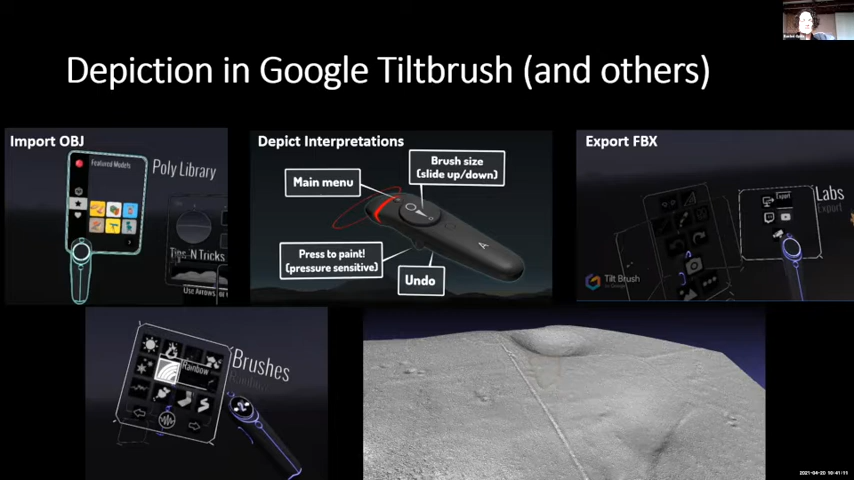 Depiction in Google Tiltbrush (and others)
Import OBJ
Featured Models
Poly Library
Tips N Tricks
Depict Interpretations
Main menu
Brush size
(slide up/down)
Press to paint!
(pressure sensitive)
Undo
A
Export FBX
Export
Labs
Export
Tilt Brush
Rainbow
Brushes
Rainbow
2021-04-20 10:41:11